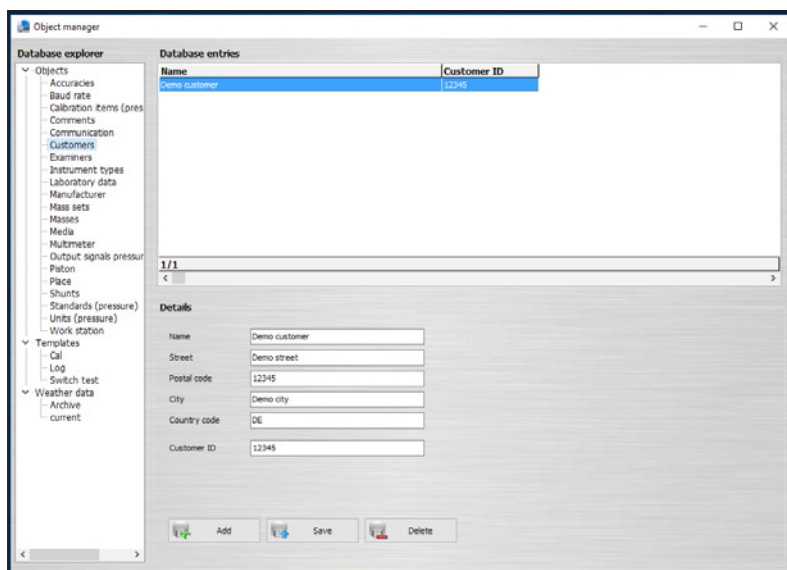 Object manager
Database explorer
Objects
Accuracies
Baud rate
Calibration items (pres
Comments
Communication
Customers
Examiners
Instrument types
Laboratory data
Manufacturer
Mass sets
Masses
Media
Multimeter
Output signals pressur
Piston
Place
Shunts
Standards (pressure)
Units (pressure)
Work station
Templates
Cal
Log
Switch test
Weather data
Archive
current
Database entries
Name Customer ID
Demo customer 12345
1/1
Details
Name Demo customer
Street Demo street
Postal code 12345
City Demo city
Country code DE
Customer ID 12345
Add Save Delete